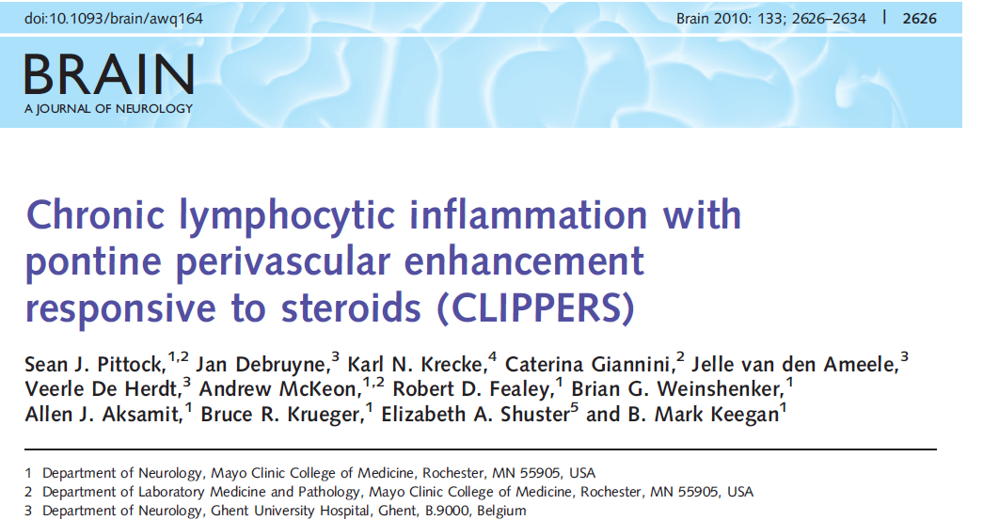 doi:10.1093/brain/awq164 Brain 2010: 133; 2626–2634 | 2626
BRAIN
A JOURNAL OF NEUROLOGY
Chronic lymphocytic inflammation with
pontine perivascular enhancement
responsive to steroids (CLIPPERS)
Sean J. Pittock,1,2 Jan Debruyne,3 Karl N. Krecke,4 Caterina Giannini,2 Jelle van den Ameele,3
Veerle De Herdt,3 Andrew McKeon,1,2 Robert D. Fealey,1 Brian G. Weinshenker,1
Allen J. Aksamit,1 Bruce R. Krueger,1 Elizabeth A. Shuster5 and B. Mark Keegan1
1 Department of Neurology, Mayo Clinic College of Medicine, Rochester, MN 55905, USA
2 Department of Laboratory Medicine and Pathology, Mayo Clinic College of Medicine, Rochester, MN 55905, USA
3 Department of Neurology, Ghent University Hospital, Ghent, B.9000, Belgium